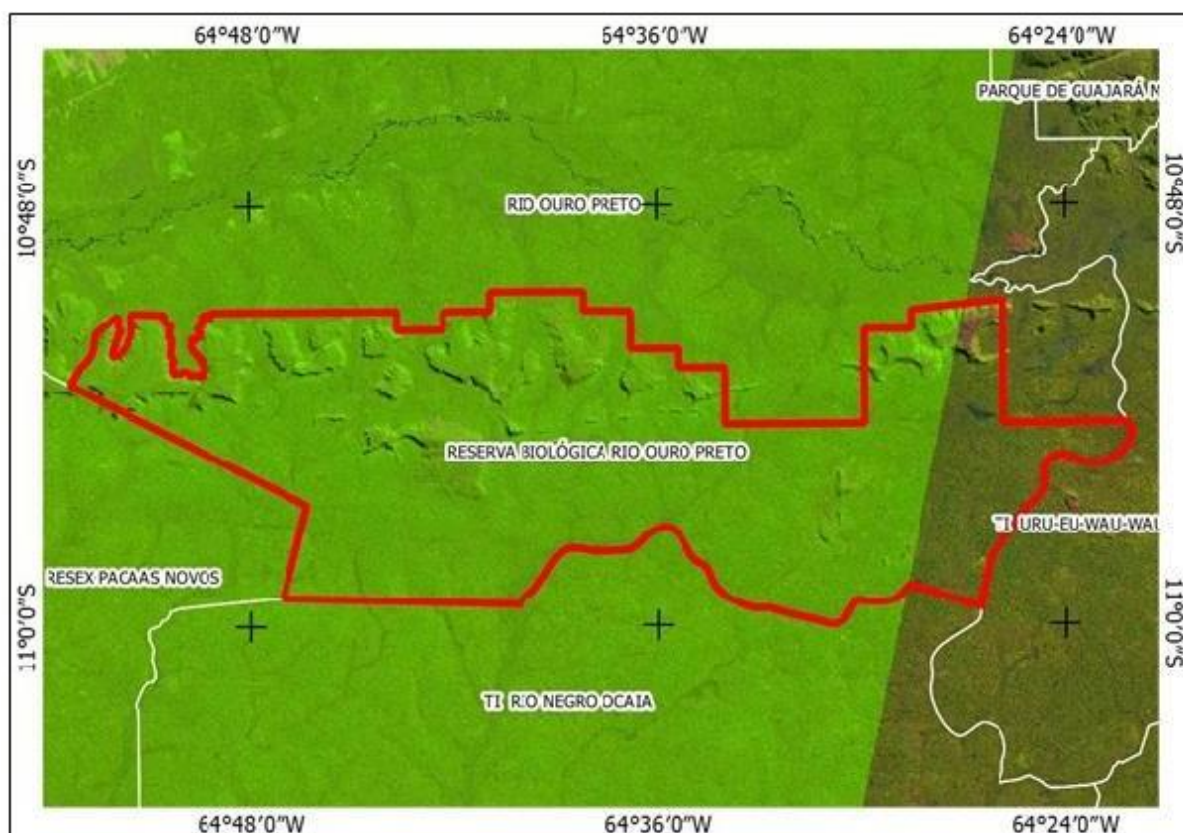 64°48'0"W 64°36'0"W 64°24'0"W
PARQUE DE GUAJARÁ M
10°48'0"S 10°48'0"S
RIO OURO PRETO
RESERVA BIOLÓGICA RIO OURO PRETO
TI URU-EU-WAU-WAU
RESEX PACAAS NOVOS
11°0'0"S 11°0'0"S
TI RIO NEGRO OCAIA
64°48'0"W 64°36'0"W 64°24'0"W